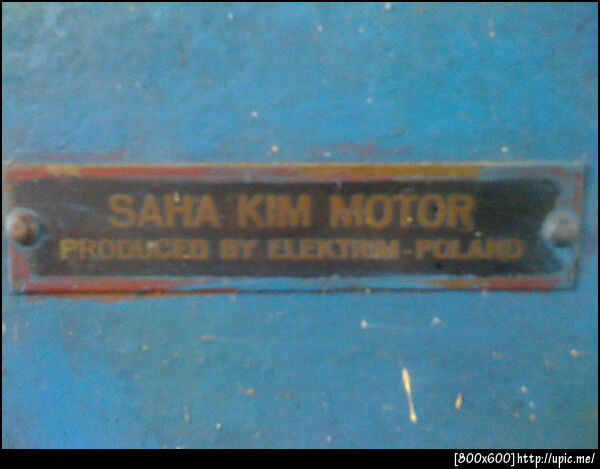 SAHA KIM MOTOR
PRODUCED BY ELEKTRIM-POLAND
[800x600]http://upic.me/